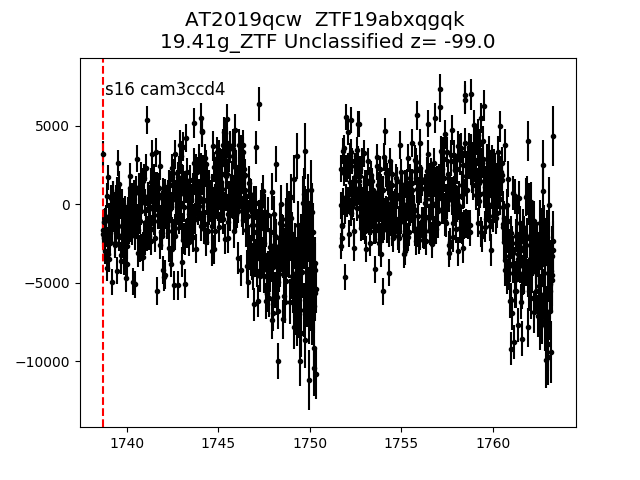 AT2019qcw  ZTF19abxqgqk
19.41g_ZTF Unclassified z= -99.0
s16 cam3ccd4
5000
0
−5000
−10000
1740 1745 1750 1755 1760